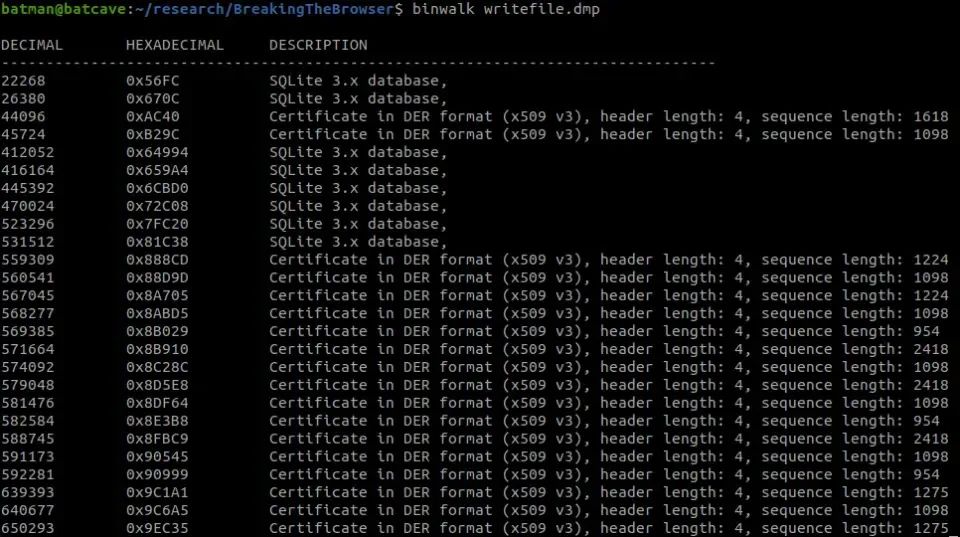 batman@batcave:~/research/BreakingTheBrowser$ binwalk writefile.dmp
DECIMAL       HEXADECIMAL     DESCRIPTION
--------------------------------------------------------------------------------
22268         0x56FC          SQLite 3.x database,
26380         0x670C          SQLite 3.x database,
44096         0xAC40          Certificate in DER format (x509 v3), header length: 4, sequence length: 1618
45724         0xB29C          Certificate in DER format (x509 v3), header length: 4, sequence length: 1098
412052        0x64994         SQLite 3.x database,
416164        0x659A4         SQLite 3.x database,
445392        0x6CBD0         SQLite 3.x database,
470024        0x72C08         SQLite 3.x database,
523296        0x7FC20         SQLite 3.x database,
531512        0x81C38         SQLite 3.x database,
559309        0x888CD         Certificate in DER format (x509 v3), header length: 4, sequence length: 1224
560541        0x88D9D         Certificate in DER format (x509 v3), header length: 4, sequence length: 1098
567045        0x8A705         Certificate in DER format (x509 v3), header length: 4, sequence length: 1224
568277        0x8ABD5         Certificate in DER format (x509 v3), header length: 4, sequence length: 1098
569385        0x8B029         Certificate in DER format (x509 v3), header length: 4, sequence length: 954
571664        0x8B910         Certificate in DER format (x509 v3), header length: 4, sequence length: 2418
574092        0x8C28C         Certificate in DER format (x509 v3), header length: 4, sequence length: 1098
579048        0x8D5E8         Certificate in DER format (x509 v3), header length: 4, sequence length: 2418
581476        0x8DF64         Certificate in DER format (x509 v3), header length: 4, sequence length: 1098
582584        0x8E3B8         Certificate in DER format (x509 v3), header length: 4, sequence length: 954
588745        0x8FBC9         Certificate in DER format (x509 v3), header length: 4, sequence length: 2418
591173        0x90545         Certificate in DER format (x509 v3), header length: 4, sequence length: 1098
592281        0x90999         Certificate in DER format (x509 v3), header length: 4, sequence length: 954
639393        0x9C1A1         Certificate in DER format (x509 v3), header length: 4, sequence length: 1275
640677        0x9C6A5         Certificate in DER format (x509 v3), header length: 4, sequence length: 1098
650293        0x9EC35         Certificate in DER format (x509 v3), header length: 4, sequence length: 1275